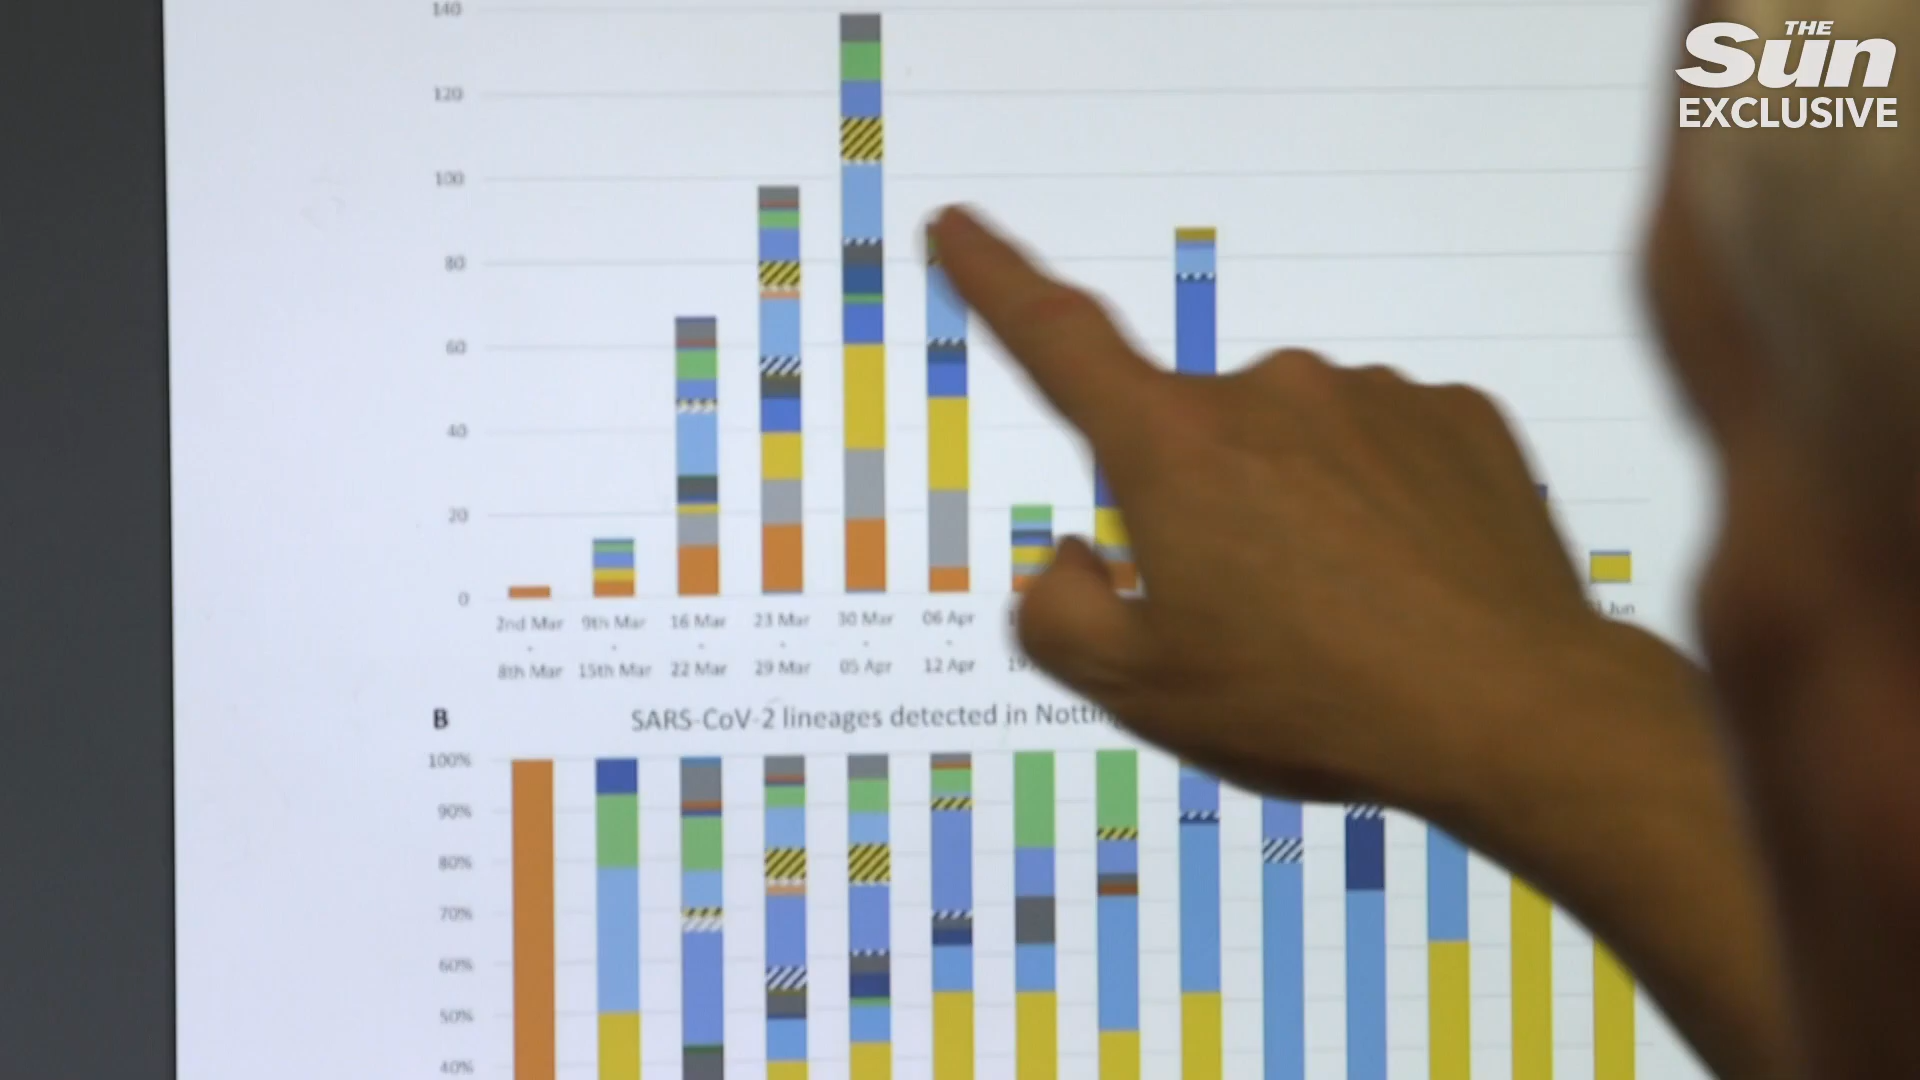 THE
Sun
EXCLUSIVE
140
120
100
80
60
40
20
0
2nd Mar 9th Mar 16 Mar 23 Mar 30 Mar 06 Apr
- - - - - -
8th Mar 15th Mar 22 Mar 29 Mar 05 Apr 12 Apr
Jun
B SARS-CoV-2 lineages detected in
100%
90%
80%
70%
60%
50%
40%